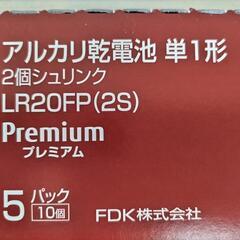 アルカリ乾電池 単1形
2個シュリンク
LR20FP(2S)
Premium
プレミアム
5 パック
10個
FDK株式会社